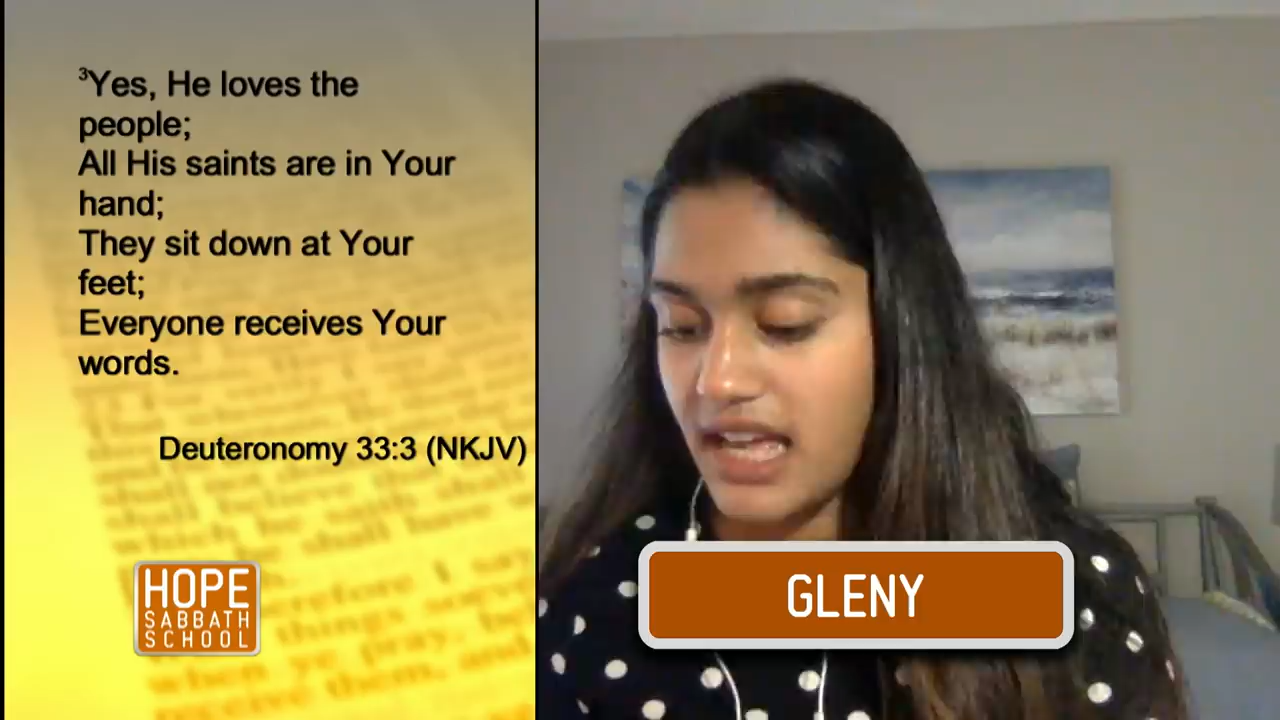 ³Yes, He loves the
people;
All His saints are in Your
hand;
They sit down at Your
feet;
Everyone receives Your
words.
Deuteronomy 33:3 (NKJV)
HOPE
SABBATH
SCHOOL
GLENY